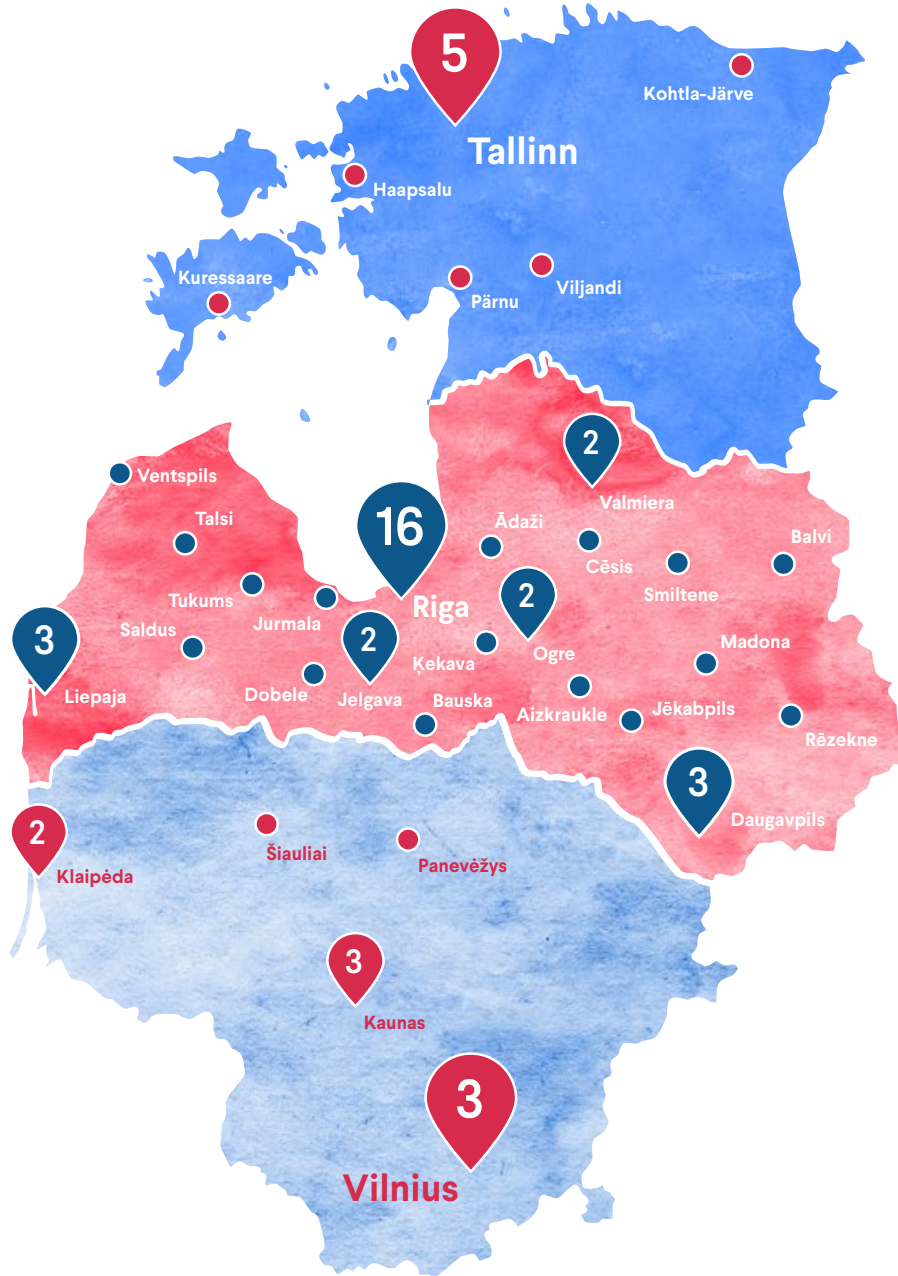 5
Kohtla-Järve
Tallinn
Haapsalu
Kuressaare
Viljandi
Pärnu
2
Ventspils
Valmiera
16
Talsi
Ādaži
Balvi
Cēsis
Smiltene
Tukums
2
Riga
Jurmala
Saldus
3
2
Madona
Ogre
Ķekava
Liepaja
Dobele
Jelgava
Bauska
Aizkraukle
Jēkabpils
Rēzekne
3
Daugavpils
2
Šiauliai
Panevėžys
Klaipėda
3
Kaunas
3
Vilnius